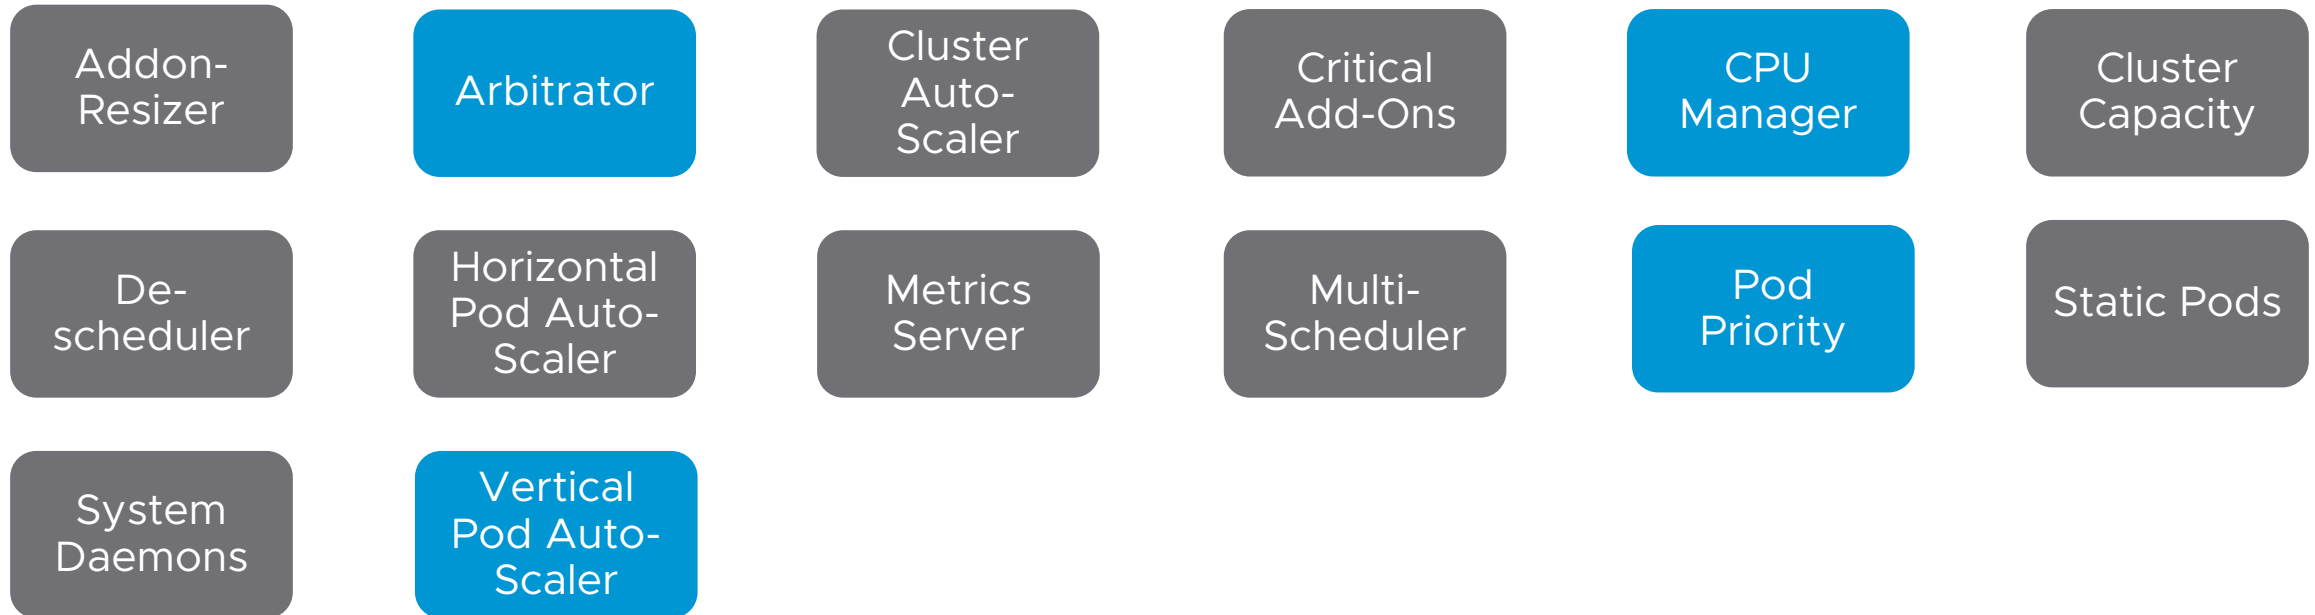 Addon-
Resizer
Arbitrator
Cluster
Auto-
Scaler
Critical
Add-Ons
CPU
Manager
Cluster
Capacity
De-
scheduler
Horizontal
Pod Auto-
Scaler
Metrics
Server
Multi-
Scheduler
Pod
Priority
Static Pods
System
Daemons
Vertical
Pod Auto-
Scaler